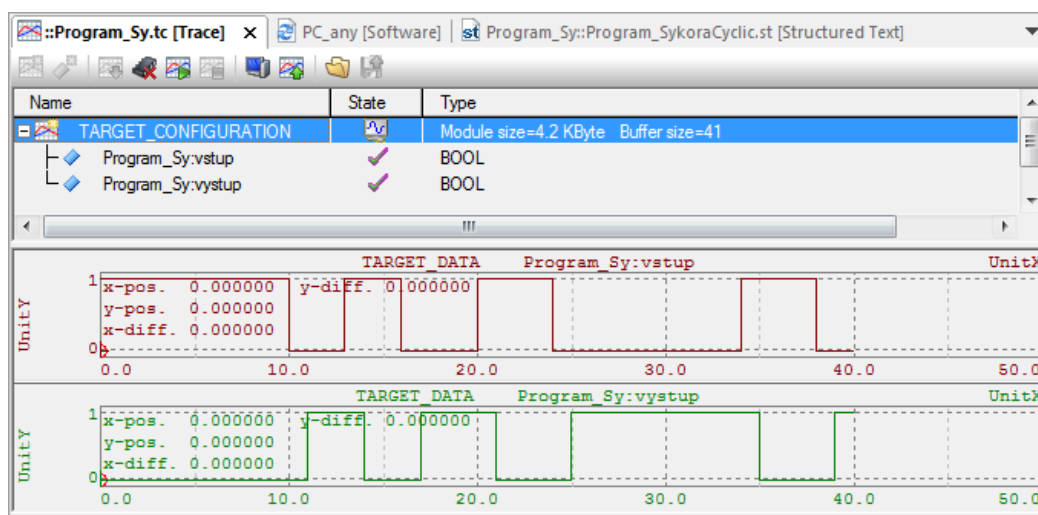 ::Program_Sy.tc [Trace] x PC_any [Software] st Program_Sy::Program_SykoraCyclic.st [Structured Text]
Name State Type
TARGET_CONFIGURATION Module size=4.2 KByte Buffer size=41
Program_Sy:vstup BOOL
Program_Sy:vystup BOOL
TARGET_DATA Program_Sy:vstup UnitX
1 x-pos. 0.000000 y-diff. 0.000000
y-pos. 0.000000
UnitY
x-diff. 0.000000
0
0.0 10.0 20.0 30.0 40.0 50.0
TARGET_DATA Program_Sy:vystup UnitX
1 x-pos. 0.000000 y-diff. 0.000000
y-pos. 0.000000
UnitY
x-diff. 0.000000
0
0.0 10.0 20.0 30.0 40.0 50.0